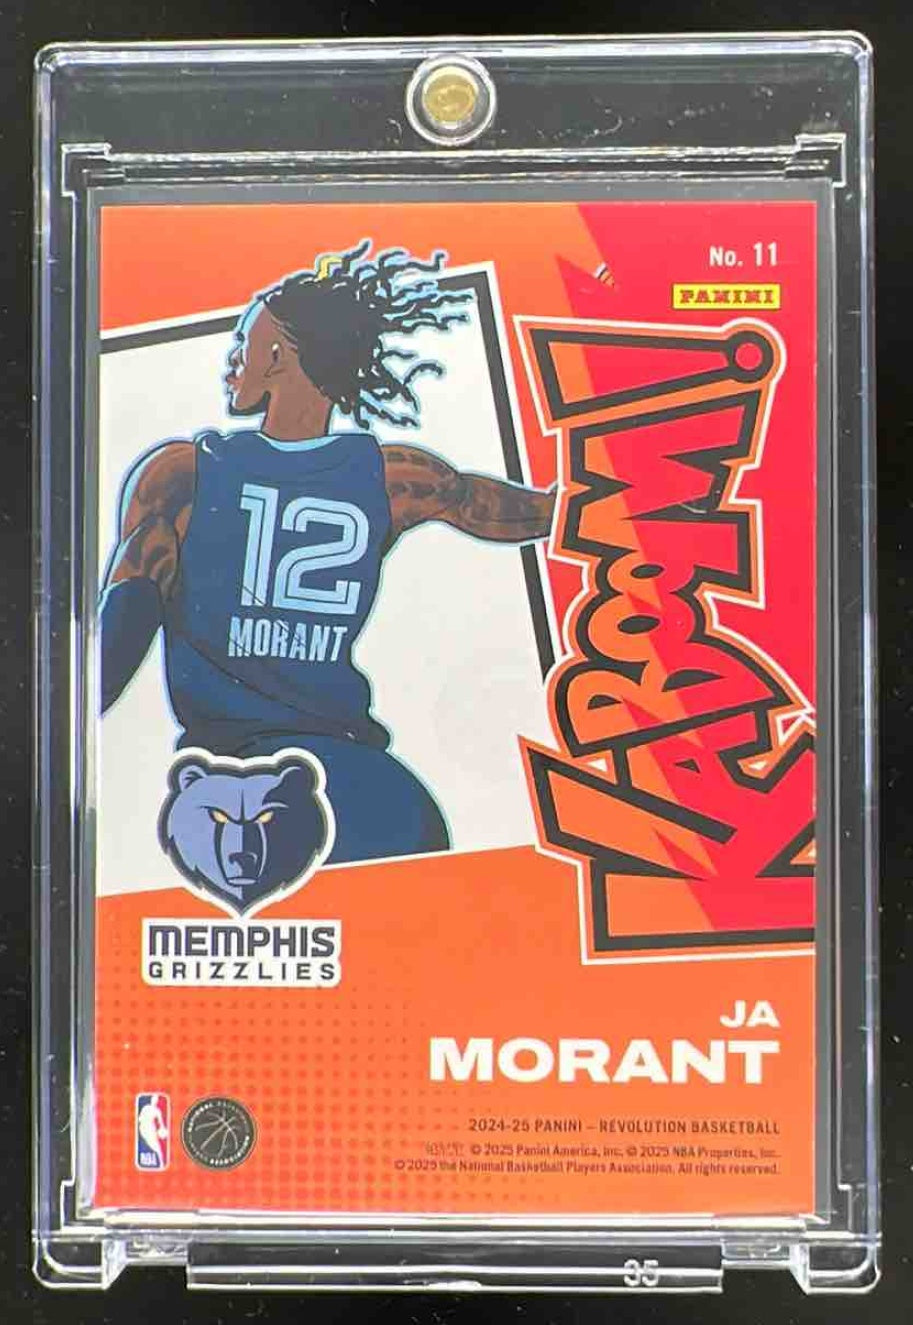 No. 11
PANINI
KABOOM!
12
MORANT
MEMPHIS
GRIZZLIES
JA
MORANT
2024-25 PANINI – REVOLUTION BASKETBALL
© 2025 Panini America, Inc. © 2025 NBA Properties, Inc.
© 2025 the National Basketball Players Association. All rights reserved.
NBA
35